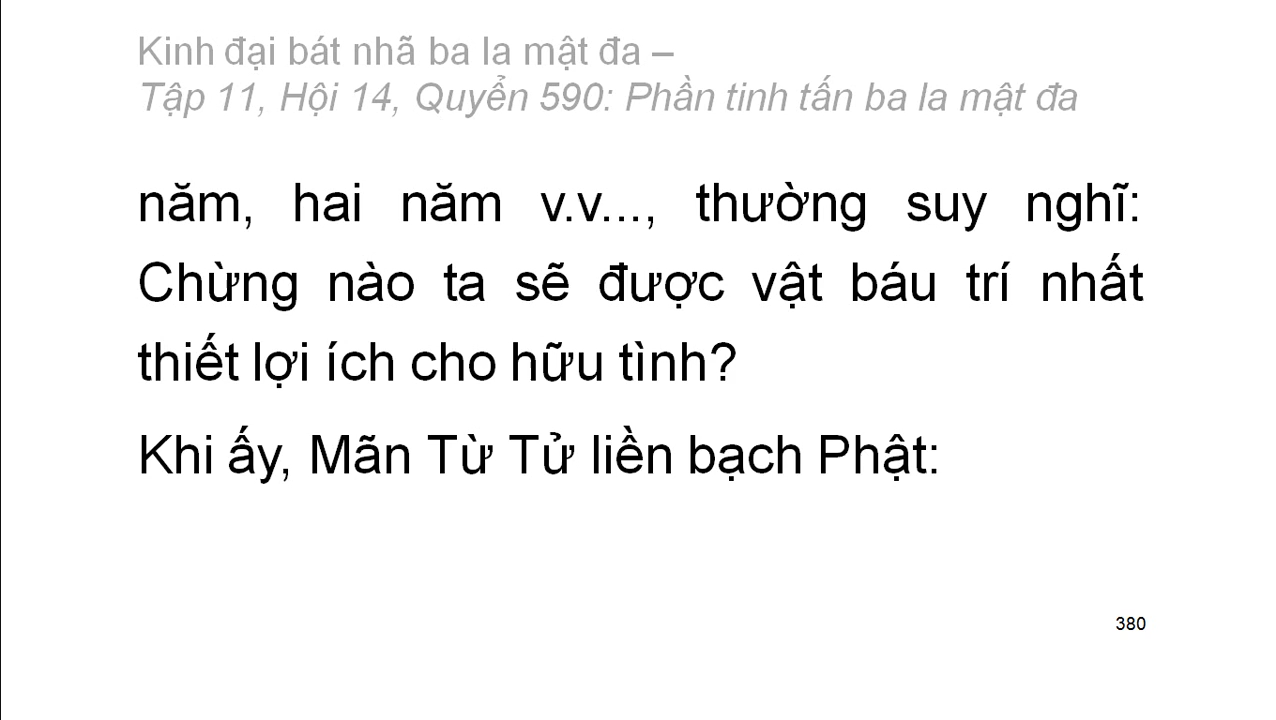 Kinh đại bát nhã ba la mật đa –
Tập 11, Hội 14, Quyển 590: Phần tinh tấn ba la mật đa
năm, hai năm v.v..., thường suy nghĩ:
Chừng nào ta sẽ được vật báu trí nhất
thiết lợi ích cho hữu tình?
Khi ấy, Mãn Từ Tử liền bạch Phật:
380